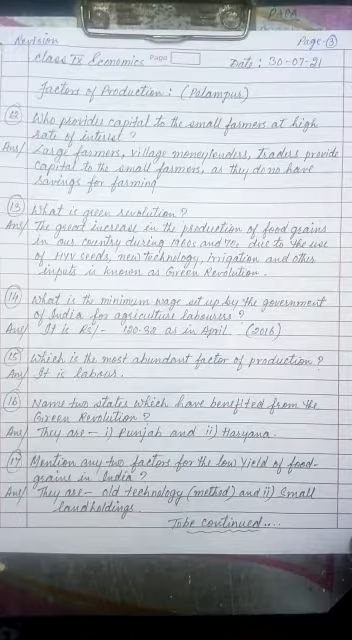 Revision
Page-③
Class IX Economics Page
Date: 30-07-21
Factors of Production: (Palampur)
⑫ Who provides capital to the small farmers at high
rate of interest?
Ans/ Large farmers, village moneylenders, traders provide
capital to the small farmers, as they do no have
savings for farming
⑬ What is green revolution?
Ans/ The great increase in the production of food grains
in our country during 1960s and 70s due to the use
of HYV seeds, new technology, irrigation and other
inputs is known as Green Revolution.
⑭ What is the minimum wage set up by the government
of India for agriculture labourers?
Ans/ It is Rs/- in April (2016)
⑮ Which is the most abundant factor of production?
Ans/ It is labour.
⑯ Name two states which have benefited from the
Green Revolution?
Ans/ They are - i) Punjab and ii) Haryana.
⑰ Mention any two factors for the low yield of food-
grains in India?
Ans/ They are - old technology (method) and ii) Small
landholdings
To be continued....